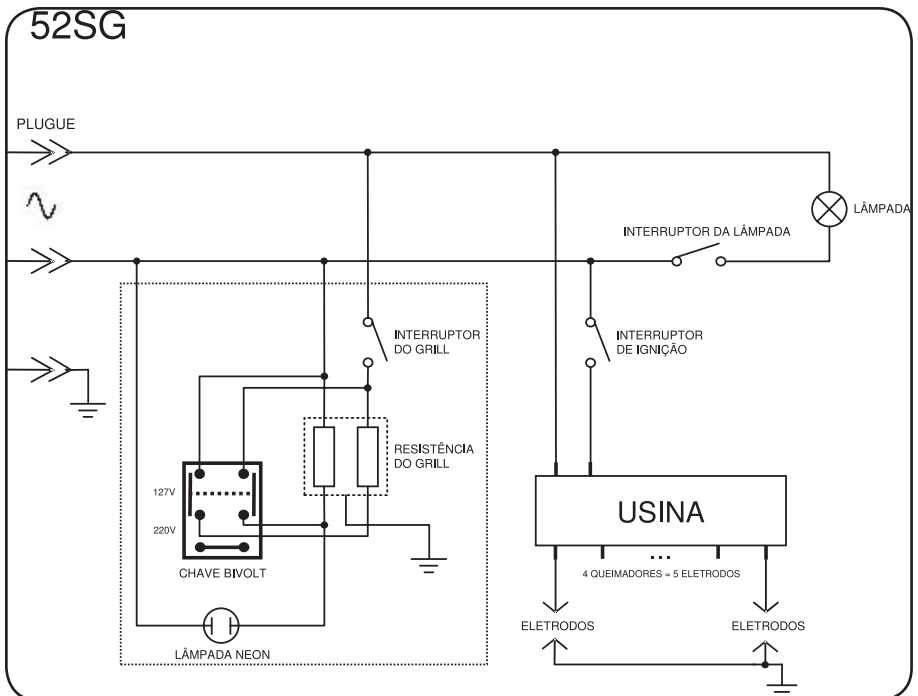 52SG
PLUGUE
LÂMPADA
INTERRUPTOR DA LÂMPADA
INTERRUPTOR
DO GRILL
INTERRUPTOR
DE IGNIÇÃO
RESISTÊNCIA
DO GRILL
127V
220V
CHAVE BIVOLT
USINA
...
4 QUEIMADORES = 5 ELETRODOS
ELETRODOS
ELETRODOS
LÂMPADA NEON